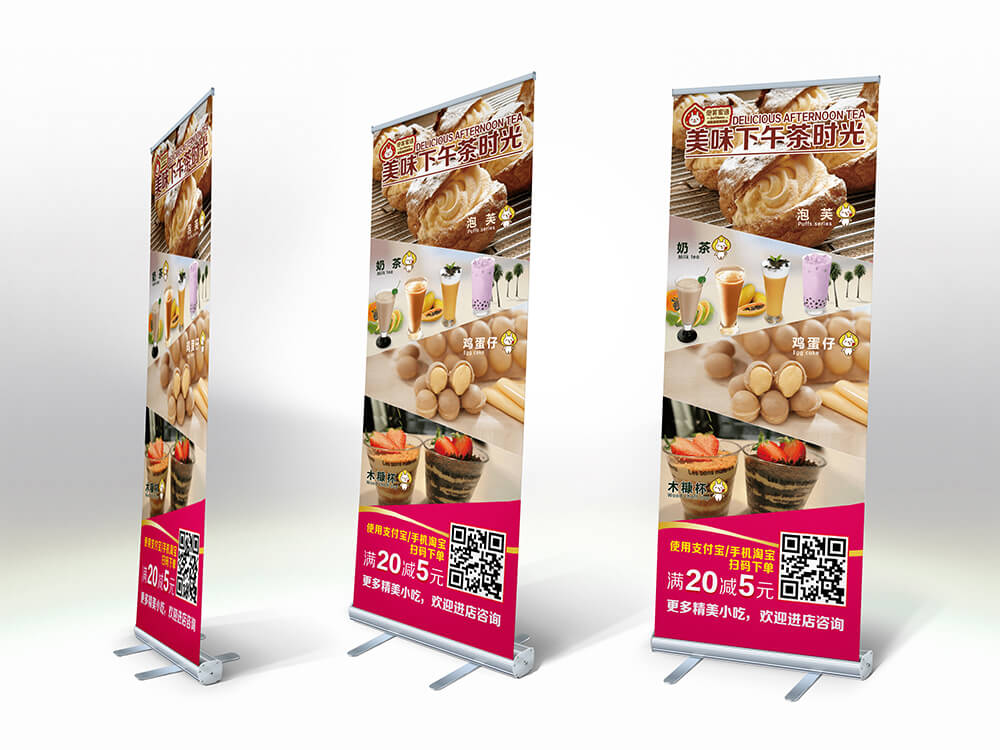 DELICIOUS AFTERNOON TEA
美味下午茶时光
泡芙
奶茶
Milk tea
鸡蛋仔
木糠杯
使用支付宝/手机淘宝
扫码下单
满20减5元
更多精美小吃，欢迎进店咨询
DELICIOUS AFTERNOON TEA
美味下午茶时光
泡芙
Puffs series
奶茶
Milk tea
鸡蛋仔
Egg cake
木糠杯
使用支付宝/手机淘宝
扫码下单
满20减5元
更多精美小吃，欢迎进店咨询
DELICIOUS AFTERNOON TEA
美味下午茶时光
泡芙
Puffs series
奶茶
Milk tea
鸡蛋仔
Egg cake
木糠杯
使用支付宝/手机淘宝
扫码下单
满20减5元
更多精美小吃，欢迎进店咨询